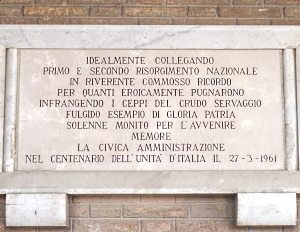 IDEALMENTE COLLEGANDO
PRIMO E SECONDO RISORGIMENTO NAZIONALE
IN RIVERENTE COMMOSSO RICORDO
PER QUANTI EROICAMENTE PUGNARONO
INFRANGENDO I CEPPI DEL CRUDO SERVAGGIO
FULGIDO ESEMPIO DI GLORIA PATRIA
SOLENNE MONITO PER L'AVVENIRE
MEMORE
LA CIVICA AMMINISTRAZIONE
NEL CENTENARIO DELL'UNITA' D'ITALIA IL 27-3-1961